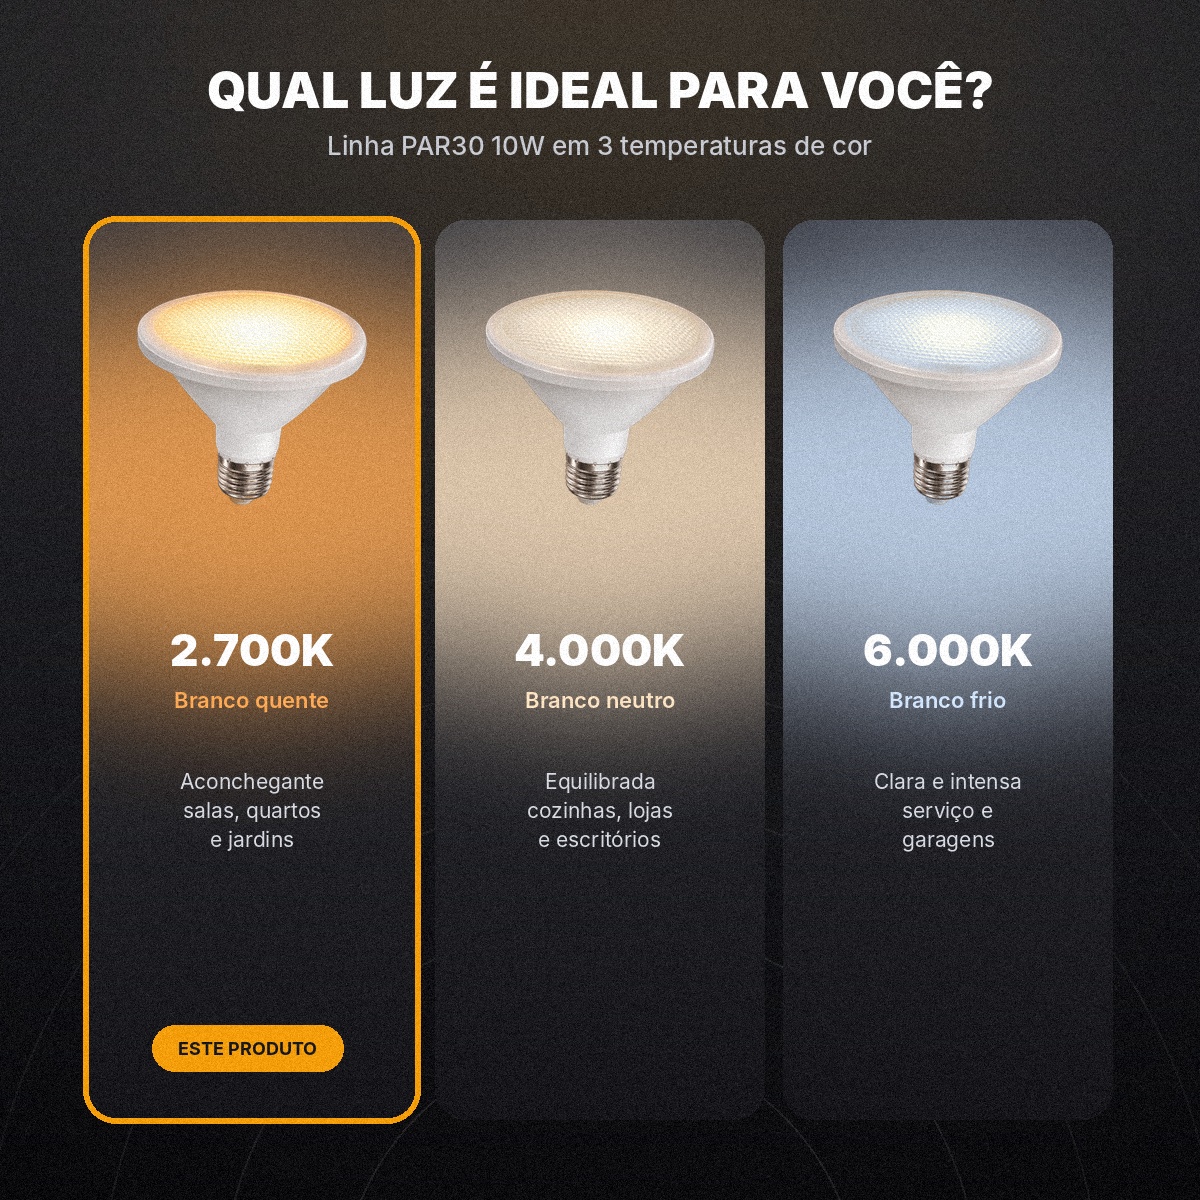 QUAL LUZ É IDEAL PARA VOCÊ?
Linha PAR30 10W em 3 temperaturas de cor
2.700K
Branco quente
Aconchegante
salas, quartos
e jardins
ESTE PRODUTO
4.000K
Branco neutro
Equilibrada
cozinhas, lojas
e escritórios
6.000K
Branco frio
Clara e intensa
serviço e
garagens